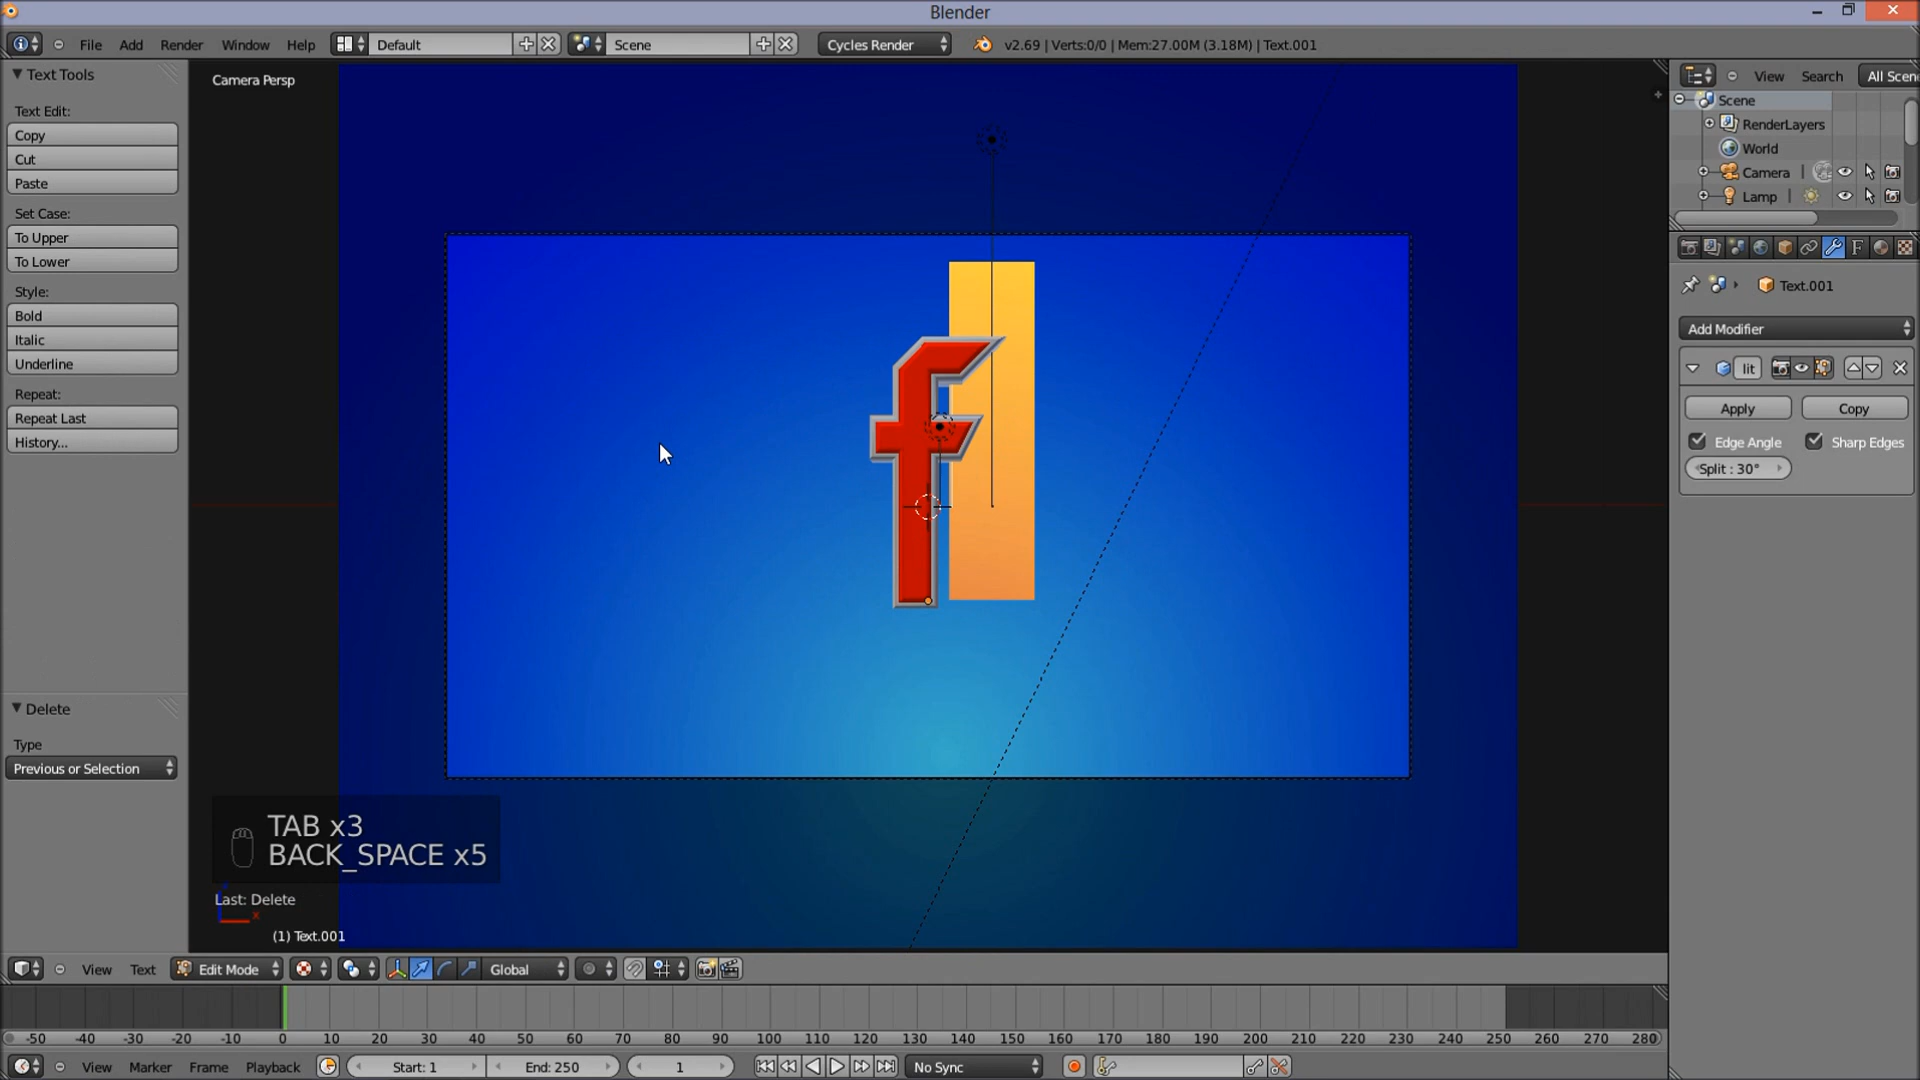 Blender
File Add Render Window Help Default Scene Cycles Render v2.69 | Verts:0/0 | Mem:27.00M (3.18M) | Text.001
Text Tools
Text Edit:
Copy
Cut
Paste
Set Case:
To Upper
To Lower
Style:
Bold
Italic
Underline
Repeat:
Repeat Last
History...
Delete
Type
Previous or Selection
Camera Persp
f
TAB x3
BACK_SPACE x5
Last: Delete
x
(1) Text.001
View Search All Scen
Scene
RenderLayers
World
Camera
Lamp
Text.001
Add Modifier
lit
Apply Copy
Edge Angle Sharp Edges
Split : 30°
View Text Edit Mode Global
-50 -40 -30 -20 -10 0 10 20 30 40 50 60 70 80 90 100 110 120 130 140 150 160 170 180 190 200 210 220 230 240 250 260 270 280
View Marker Frame Playback Start: 1 End: 250 1 No Sync